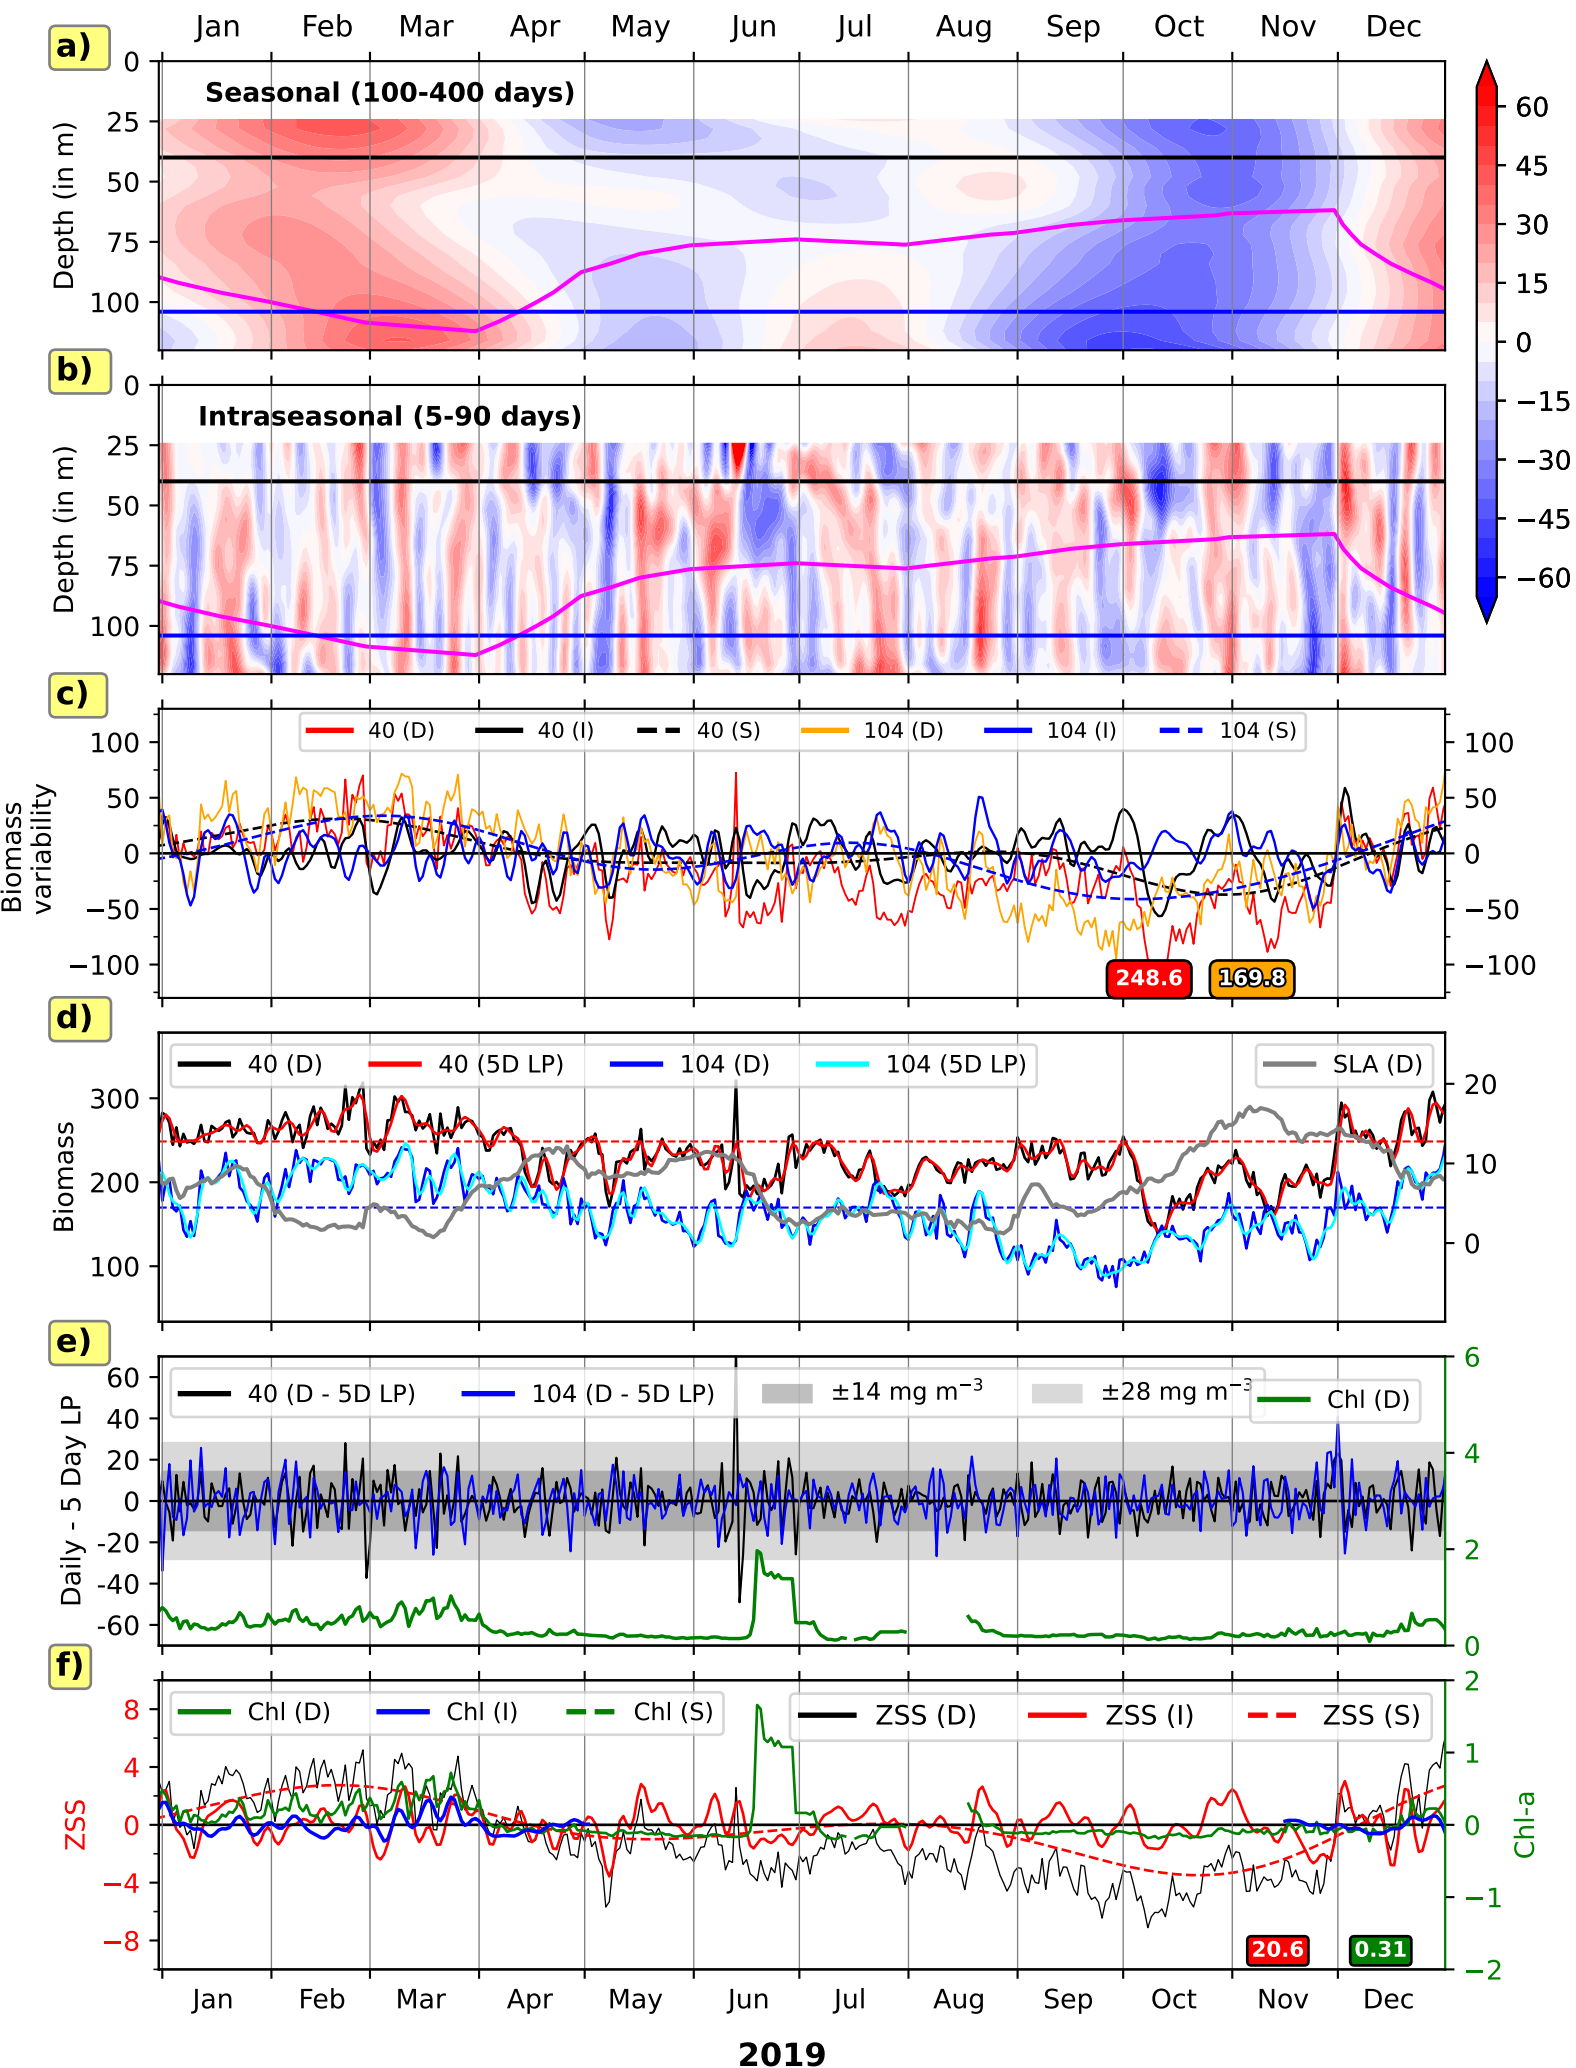 Jan Feb Mar Apr May Jun Jul Aug Sep Oct Nov Dec
a)
Seasonal (100-400 days)
Depth (in m)
0
25
50
75
100
60
45
30
15
0
−15
−30
−45
−60
b)
Intraseasonal (5-90 days)
Depth (in m)
0
25
50
75
100
c)
40 (D) 40 (I) 40 (S) 104 (D) 104 (I) 104 (S)
Biomass
variability
100
50
0
−50
−100
100
50
0
−50
−100
248.6 169.8
d)
40 (D) 40 (5D LP) 104 (D) 104 (5D LP) SLA (D)
Biomass
300
200
100
20
10
0
e)
40 (D - 5D LP) 104 (D - 5D LP) ±14 mg m⁻³ ±28 mg m⁻³ Chl (D)
Daily - 5 Day LP
60
40
20
0
-20
-40
-60
6
4
2
0
f)
Chl (D) Chl (I) Chl (S) ZSS (D) ZSS (I) ZSS (S)
ZSS
8
4
0
−4
−8
2
1
0
−1
−2
Chl-a
20.6 0.31
Jan Feb Mar Apr May Jun Jul Aug Sep Oct Nov Dec
2019